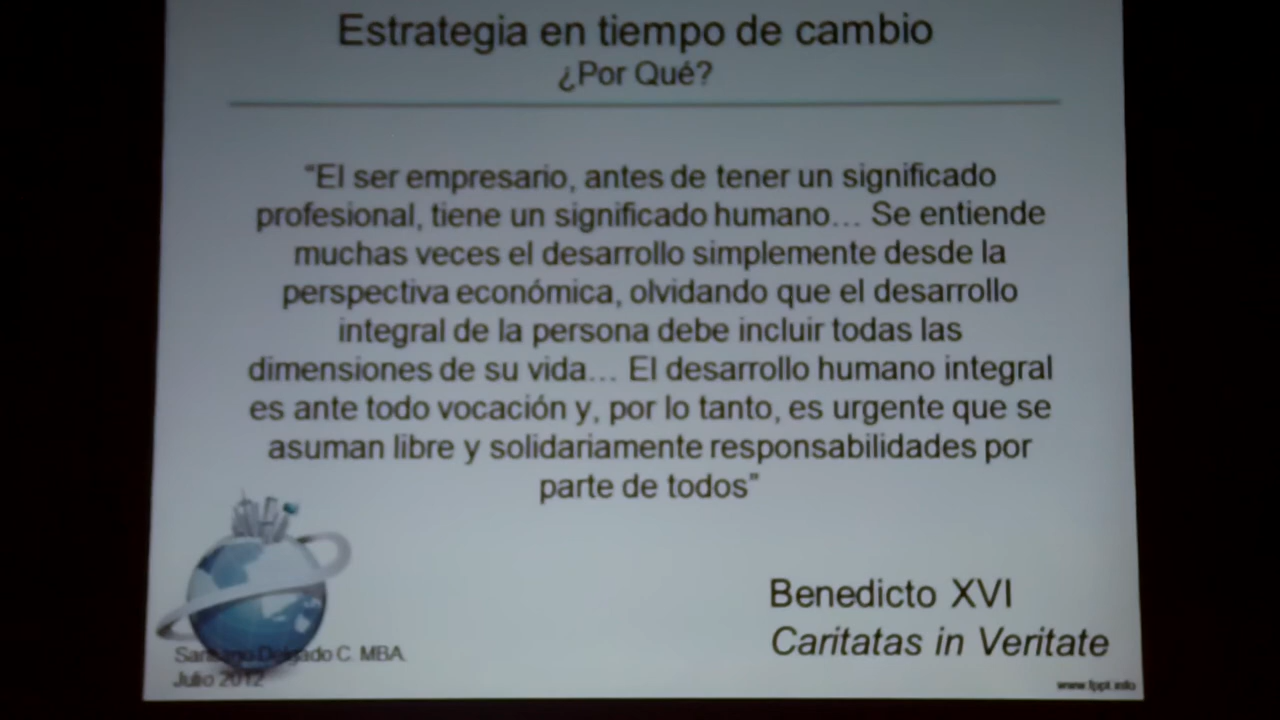 Estrategia en tiempo de cambio
¿Por Qué?
“El ser empresario, antes de tener un significado
profesional, tiene un significado humano... Se entiende
muchas veces el desarrollo simplemente desde la
perspectiva económica, olvidando que el desarrollo
integral de la persona debe incluir todas las
dimensiones de su vida... El desarrollo humano integral
es ante todo vocación y, por lo tanto, es urgente que se
asuman libre y solidariamente responsabilidades por
parte de todos”
Benedicto XVI
Caritatas in Veritate
Santiago Delgado C. MBA.
Julio 2012
www.fppt.info